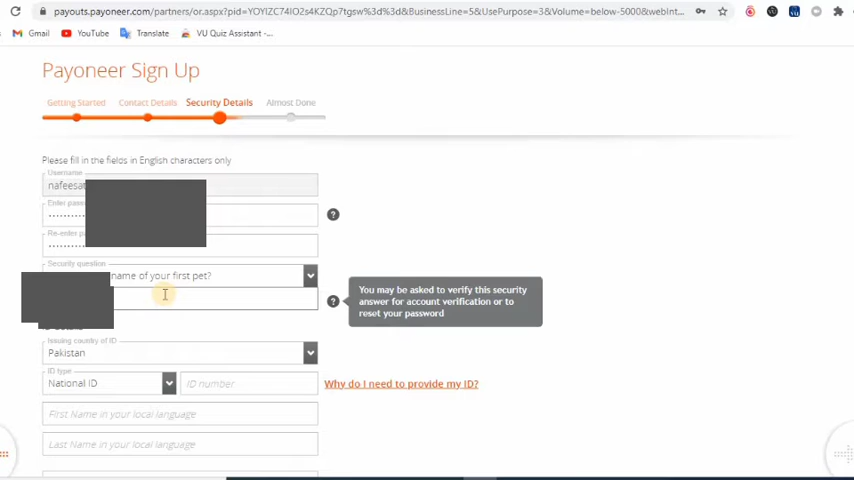 payouts.payoneer.com/partners/or.aspx?pid=YOYIZC74IO2s4KZQp7tgsw%3d%3d&BusinessLine=5&UsePurpose=3&Volume=below-5000&webInt...
Gmail YouTube Translate VU Quiz Assistant -...
Payoneer Sign Up
Getting Started Contact Details Security Details Almost Done
Please fill in the fields in English characters only
Username
nafeesat
Enter pass
Re-enter pa
Security question
name of your first pet?
You may be asked to verify this security
answer for account verification or to
reset your password
Issuing country of ID
Pakistan
ID type
National ID
ID number
Why do I need to provide my ID?
First Name in your local language
Last Name in your local language